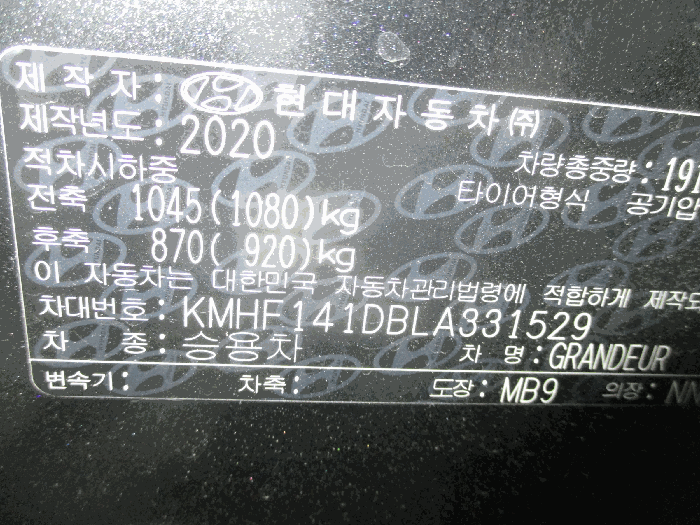 제 작 자 : 현 대 자 동 차 ㈜
제작년도 : 2020
적차시하중 차량총중량 : 191
전축 1045(1080)kg 타이어형식 공기압
후축 870( 920)kg
이 자동차는 대한민국 자동차관리법령에 적합하게 제작되
차대번호 : KMHF141DBLA331529
차 종 : 승용차 차 명 : GRANDEUR
변속기 : 차축 : 도장 : MB9 의장 : NN